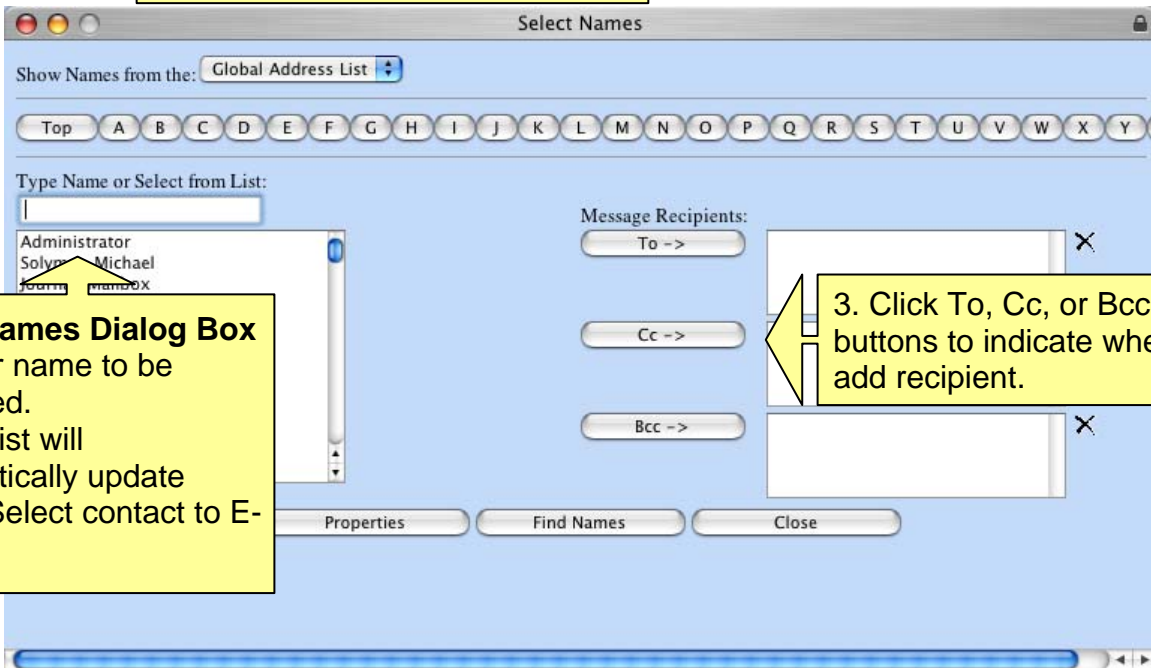 Select Names
Show Names from the: Global Address List
Top A B C D E F G H I J K L M N O P Q R S T U V W X Y
Type Name or Select from List:
Administrator
Michael
Message Recipients:
To ->
Cc ->
Bcc ->
ames Dialog Box
r name to be
ed.
ist will
tically update
Select contact to E-
3. Click To, Cc, or Bcc
buttons to indicate whe
add recipient.
Properties Find Names Close